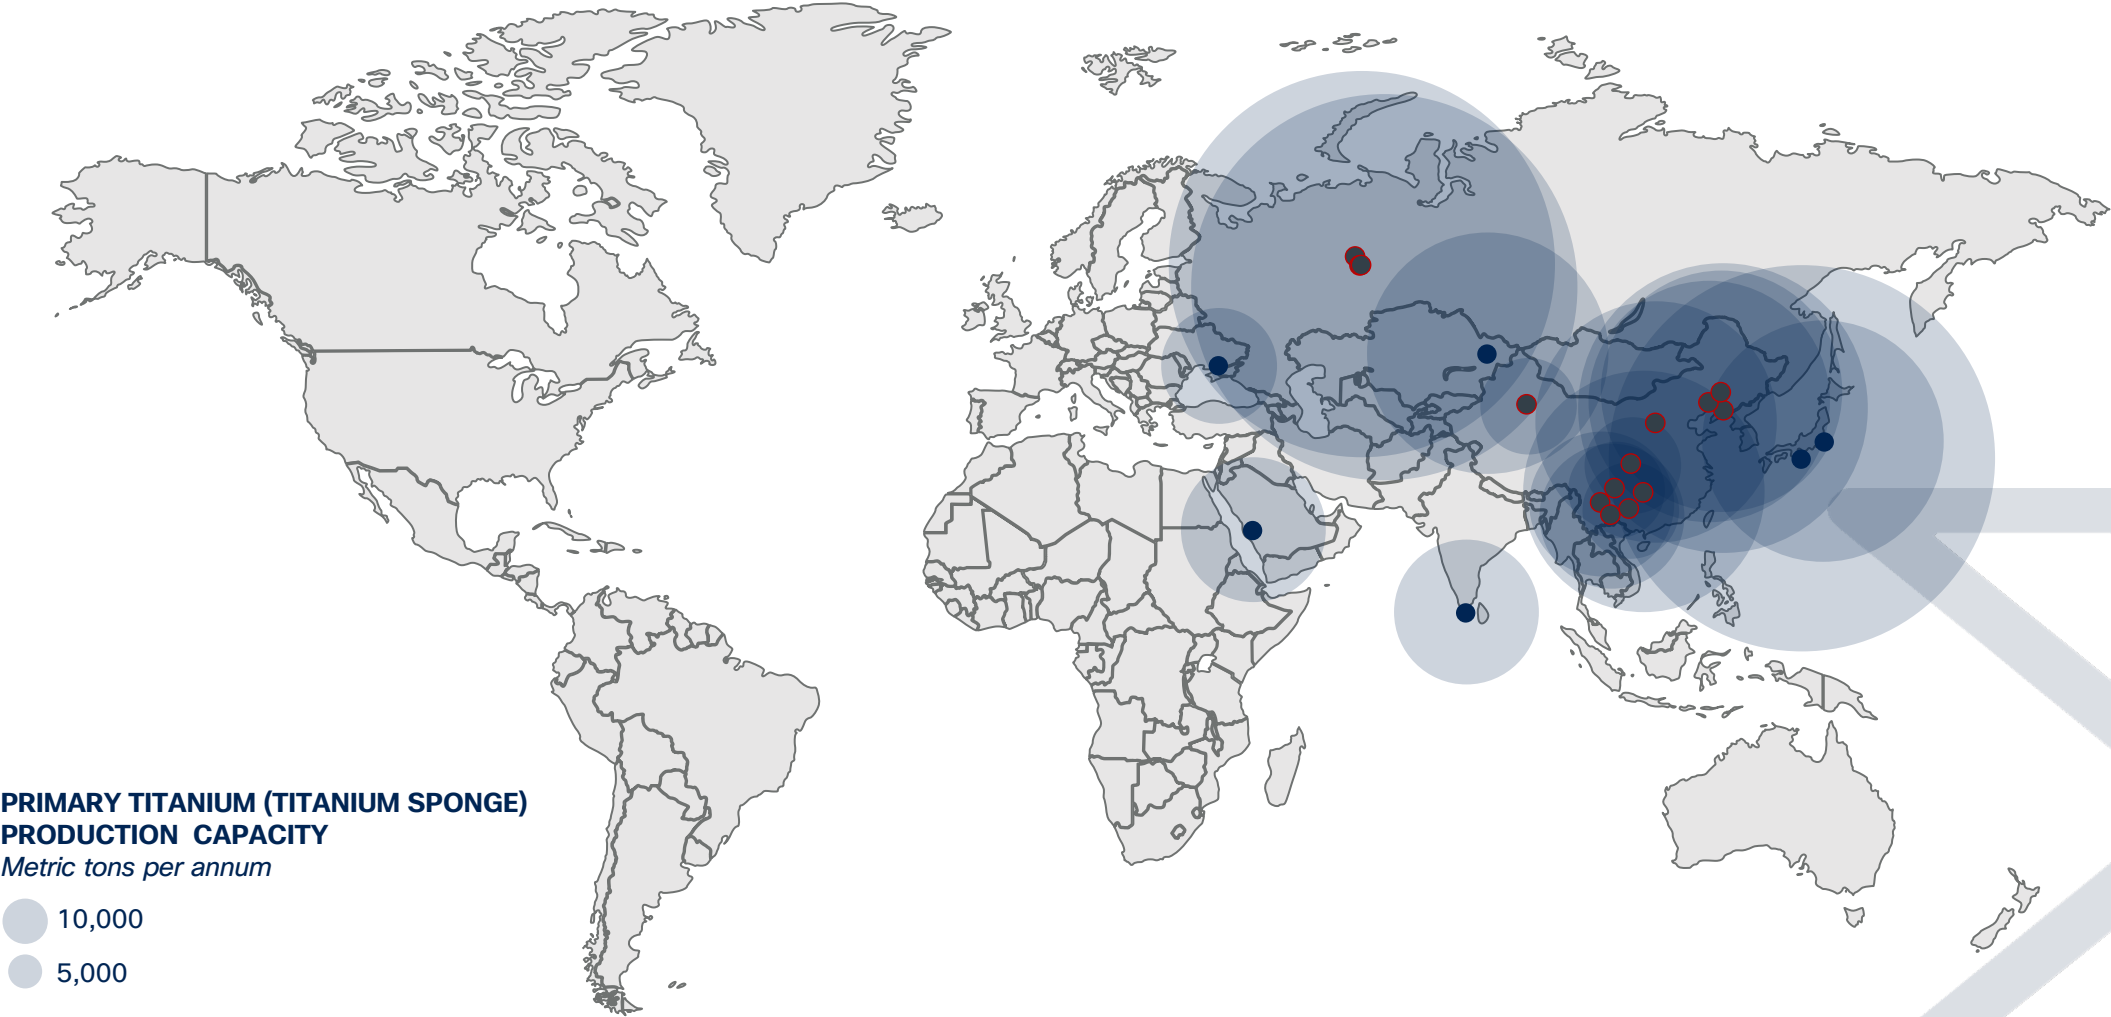 PRIMARY TITANIUM (TITANIUM SPONGE)
PRODUCTION CAPACITY
Metric tons per annum
10,000
5,000